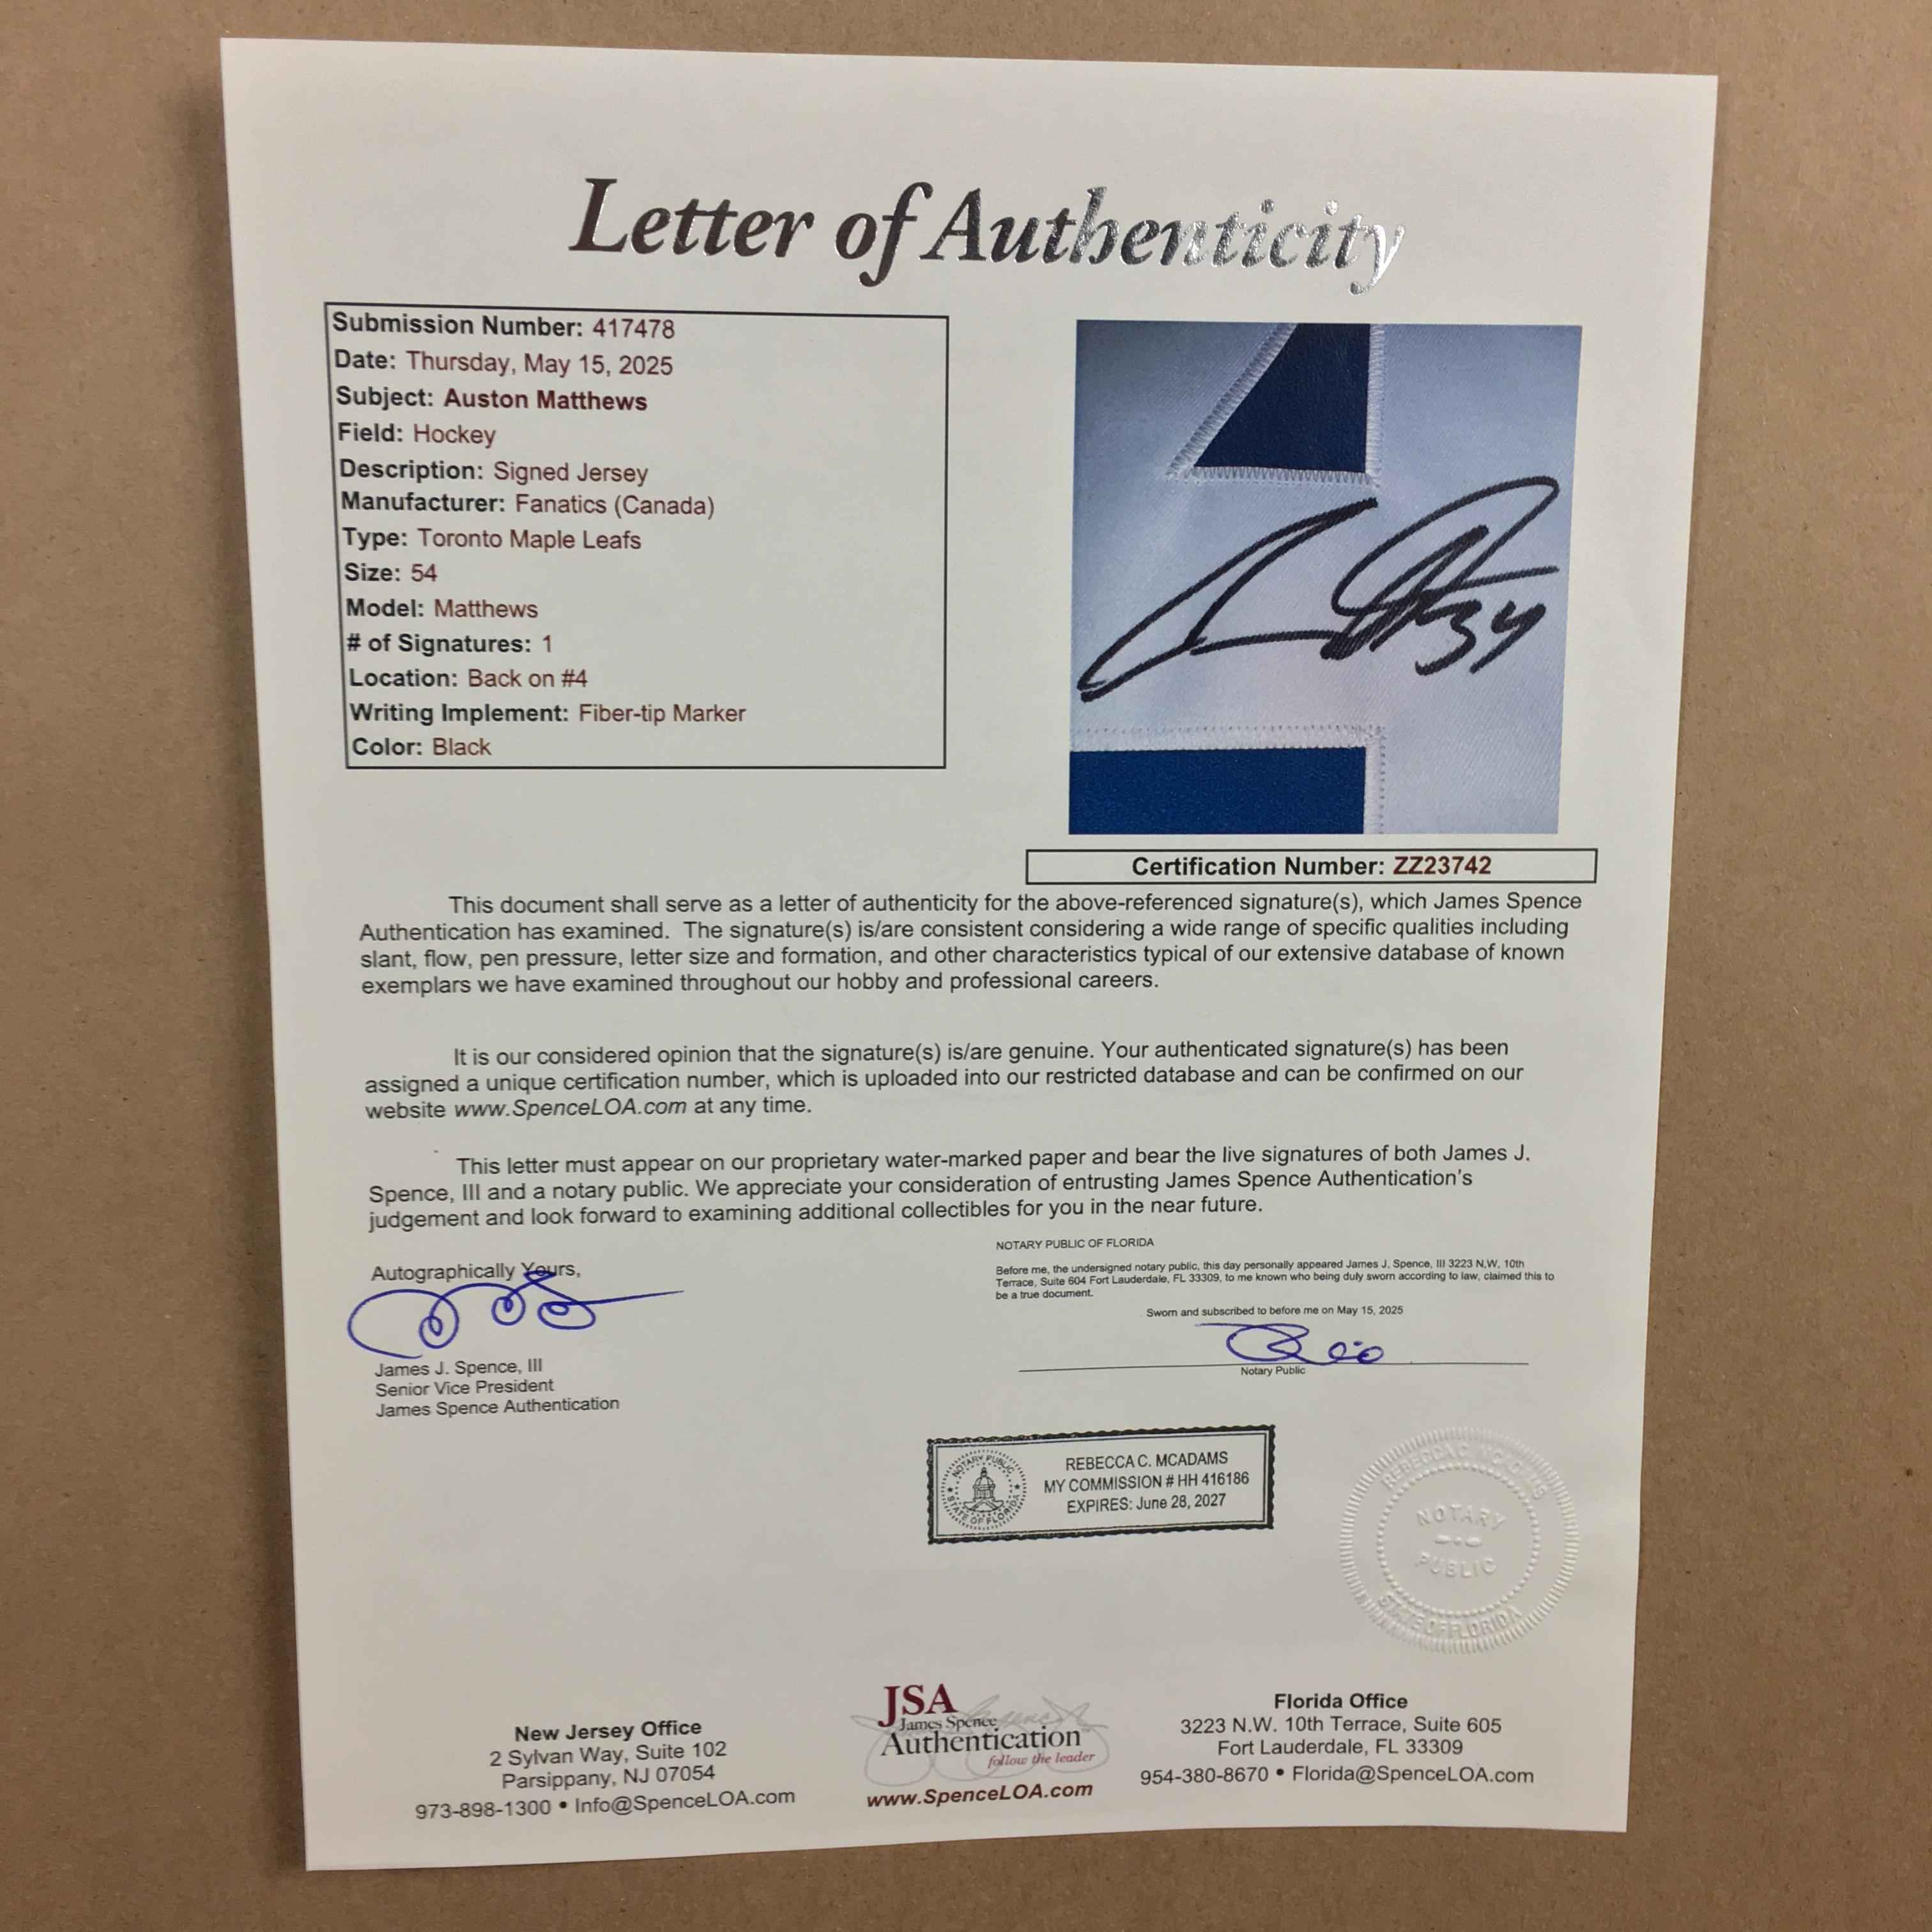 Letter of Authenticity
Submission Number: 417478
Date: Thursday, May 15, 2025
Subject: Auston Matthews
Field: Hockey
Description: Signed Jersey
Manufacturer: Fanatics (Canada)
Type: Toronto Maple Leafs
Size: 54
Model: Matthews
# of Signatures: 1
Location: Back on #4
Writing Implement: Fiber-tip Marker
Color: Black
34
Certification Number: ZZ23742
This document shall serve as a letter of authenticity for the above-referenced signature(s), which James Spence
Authentication has examined. The signature(s) is/are consistent considering a wide range of specific qualities including
slant, flow, pen pressure, letter size and formation, and other characteristics typical of our extensive database of known
exemplars we have examined throughout our hobby and professional careers.
It is our considered opinion that the signature(s) is/are genuine. Your authenticated signature(s) has been
assigned a unique certification number, which is uploaded into our restricted database and can be confirmed on our
website www.SpenceLOA.com at any time.
This letter must appear on our proprietary water-marked paper and bear the live signatures of both James J.
Spence, III and a notary public. We appreciate your consideration of entrusting James Spence Authentication's
judgement and look forward to examining additional collectibles for you in the near future.
Autographically Yours,
James J. Spence, III
Senior Vice President
James Spence Authentication
NOTARY PUBLIC OF FLORIDA
Before me, the undersigned notary public, this day personally appeared James J. Spence, III 3223 N.W. 10th
Terrace, Suite 604 Fort Lauderdale, FL 33309, to me known who being duly sworn according to law, claimed this to
be a true document.
Sworn and subscribed to before me on May 15, 2025
Notary Public
NOTARY PUBLIC
STATE OF FLORIDA
REBECCA C. MCADAMS
MY COMMISSION # HH 416186
EXPIRES: June 28, 2027
REBECCA C. MCADAMS
NOTARY
PUBLIC
STATE OF FLORIDA
New Jersey Office
2 Sylvan Way, Suite 102
Parsippany, NJ 07054
973-898-1300 • Info@SpenceLOA.com
JSA
James Spence
Authentication
follow the leader
www.SpenceLOA.com
Florida Office
3223 N.W. 10th Terrace, Suite 605
Fort Lauderdale, FL 33309
954-380-8670 • Florida@SpenceLOA.com